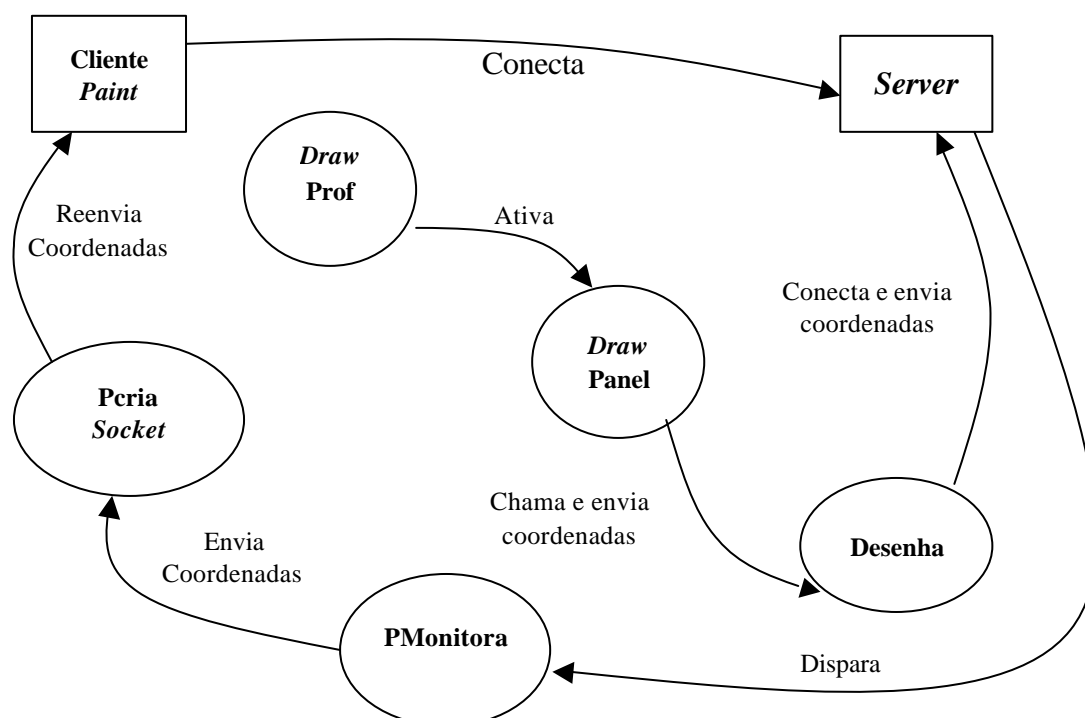 Cliente
Paint
Conecta
Server
Draw
Prof
Ativa
Reenvia
Coordenadas
Conecta e envia
coordenadas
Draw
Panel
Pcria
Socket
Chama e envia
coordenadas
Desenha
Envia
Coordenadas
PMonitora
Dispara